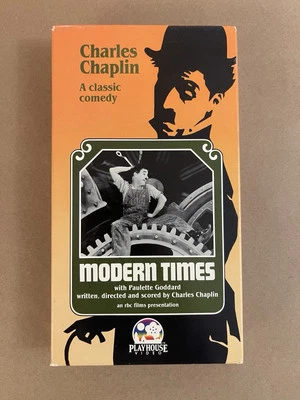 Charles
Chaplin
A classic
comedy
MODERN TIMES
with Paulette Goddard
written, directed and scored by Charles Chaplin
an rbc films presentation
PLAYHOUSE
VIDEO